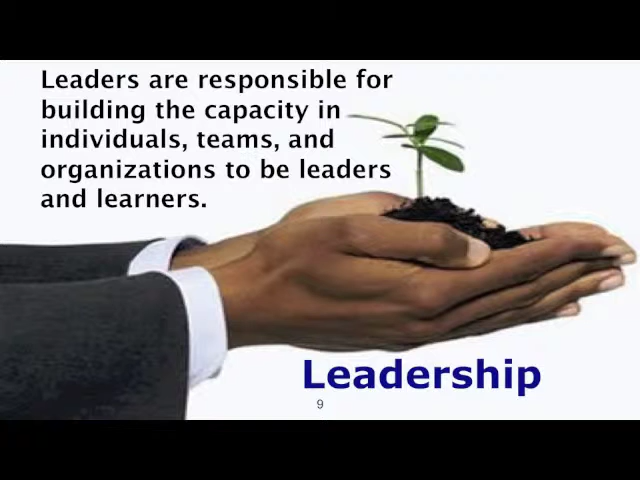 Leaders are responsible for
building the capacity in
individuals, teams, and
organizations to be leaders
and learners.
Leadership
9